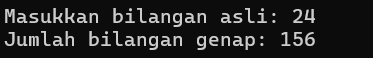 Masukkan bilangan asli: 24
Jumlah bilangan genap: 156